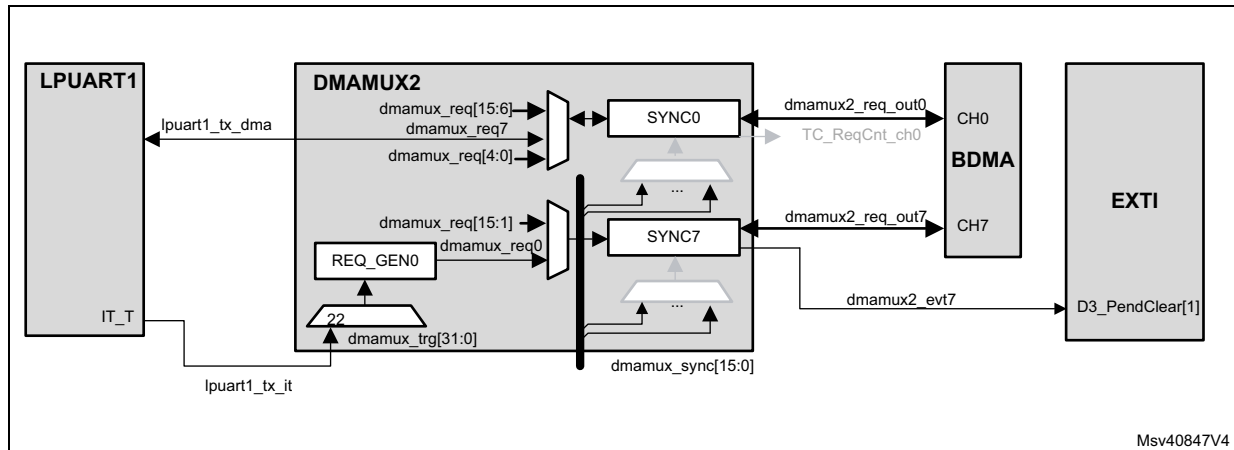 LPUART1
DMAMUX2
BDMA
EXTI
lpuart1_tx_dma
dmamux_req[15:6]
dmamux_req7
dmamux_req[4:0]
SYNC0
dmamux2_req_out0
TC_ReqCnt_ch0
CH0
...
dmamux_req[15:1]
dmamux_req0
SYNC7
dmamux2_req_out7
CH7
REQ_GEN0
...
22
dmamux_trg[31:0]
dmamux2_evt7
D3_PendClear[1]
IT_T
lpuart1_tx_it
dmamux_sync[15:0]
Msv40847V4